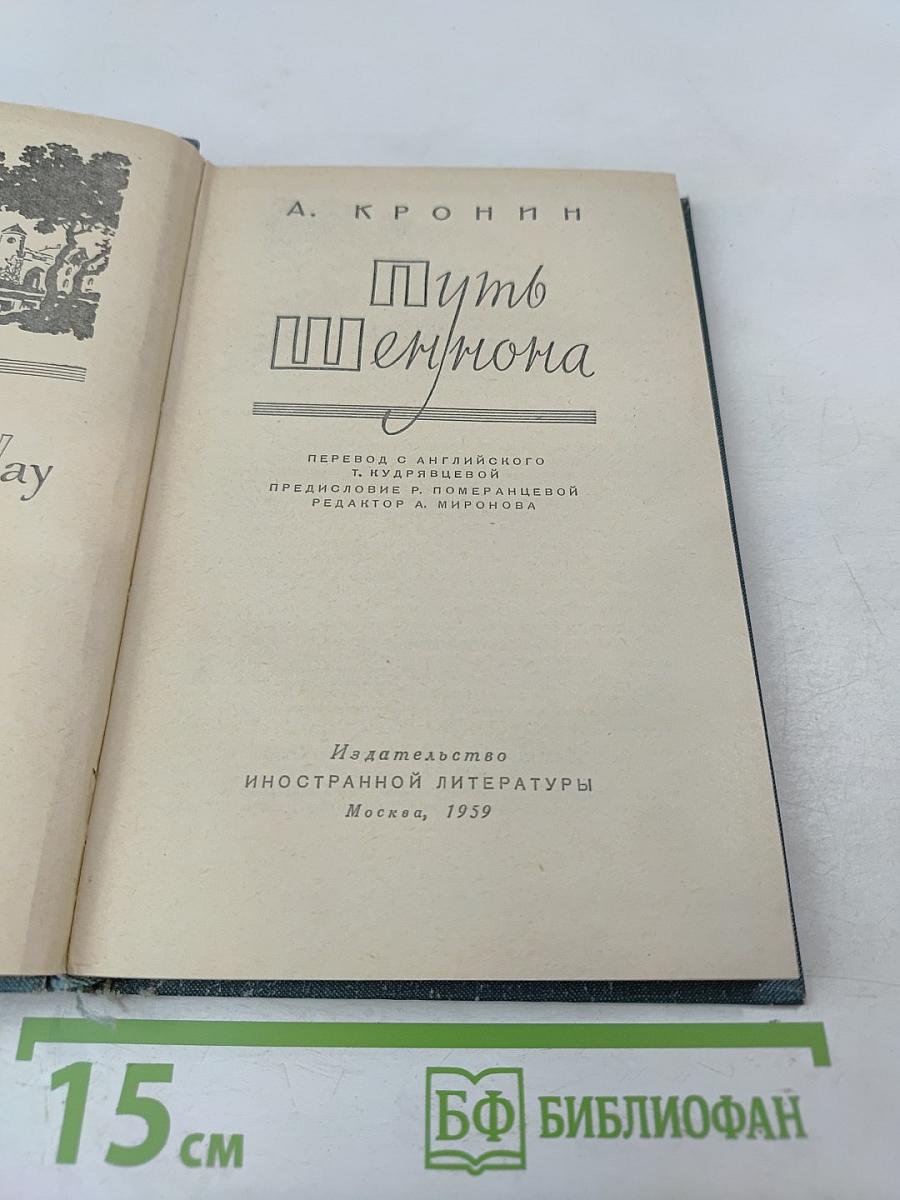 Way
А. КРОНИН
Путь
Шеннона
ПЕРЕВОД С АНГЛИЙСКОГО
Т. КУДРЯВЦЕВОЙ
ПРЕДИСЛОВИЕ Р. ПОМЕРАНЦЕВОЙ
РЕДАКТОР А. МИРОНОВА
Издательство
ИНОСТРАННОЙ ЛИТЕРАТУРЫ
Москва, 1959
15 см
БФ БИБЛИОФАН